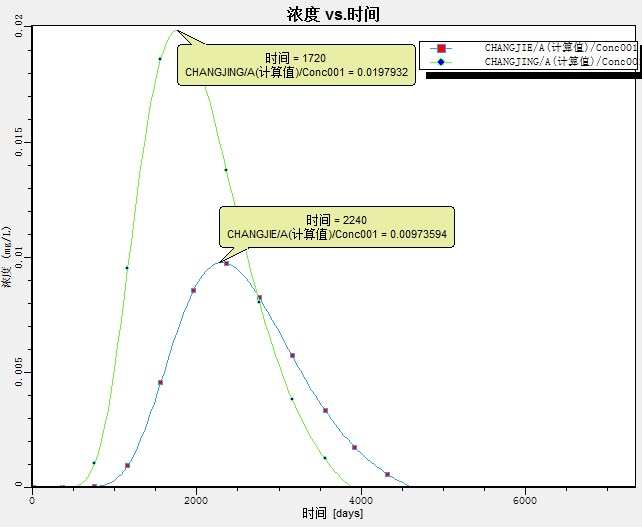 浓度 vs.时间
0.02
时间 = 1720
CHANGJING/A(计算值)/Conc001 = 0.0197932
CHANGJIE/A(计算值)/Conc001
CHANGJING/A(计算值)/Conc00
0.015
时间 = 2240
CHANGJIE/A(计算值)/Conc001 = 0.00973594
浓度 (mg/L)
0.01
0.005
0
0
2000
4000
6000
时间 [days]